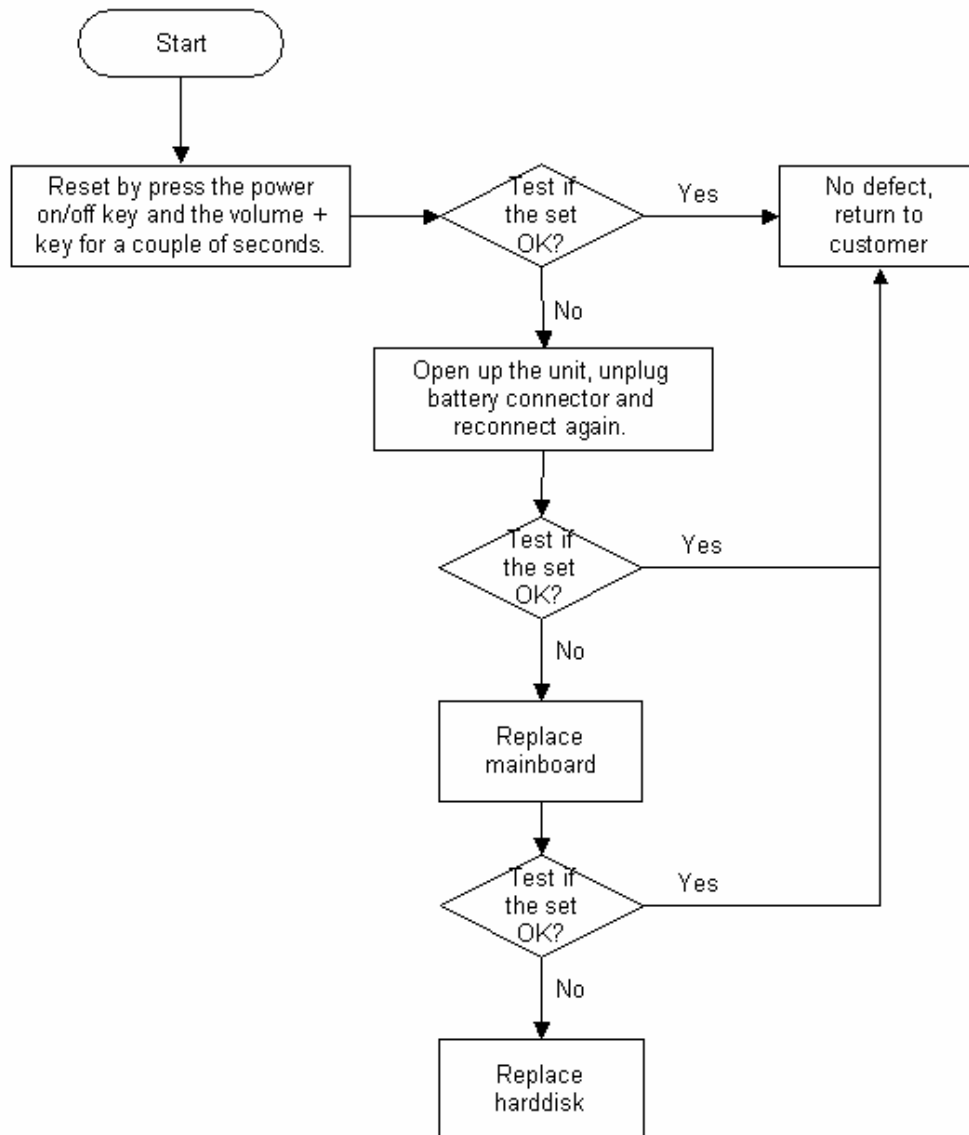 Start
Reset by press the power
on/off key and the volume +
key for a couple of seconds.
Test if
the set
OK?
Yes
No defect,
return to
customer
No
Open up the unit, unplug
battery connector and
reconnect again.
Test if
the set
OK?
Yes
No
Replace
mainboard
Test if
the set
OK?
Yes
No
Replace
harddisk